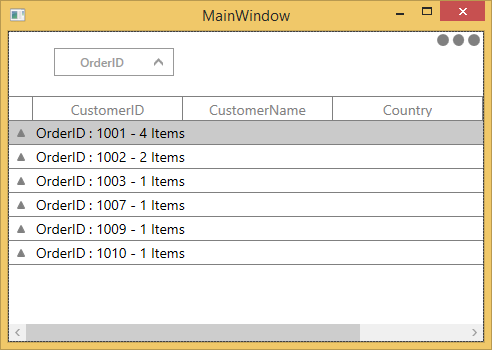 MainWindow
OrderID
CustomerID CustomerName Country
OrderID : 1001 - 4 Items
OrderID : 1002 - 2 Items
OrderID : 1003 - 1 Items
OrderID : 1007 - 1 Items
OrderID : 1009 - 1 Items
OrderID : 1010 - 1 Items